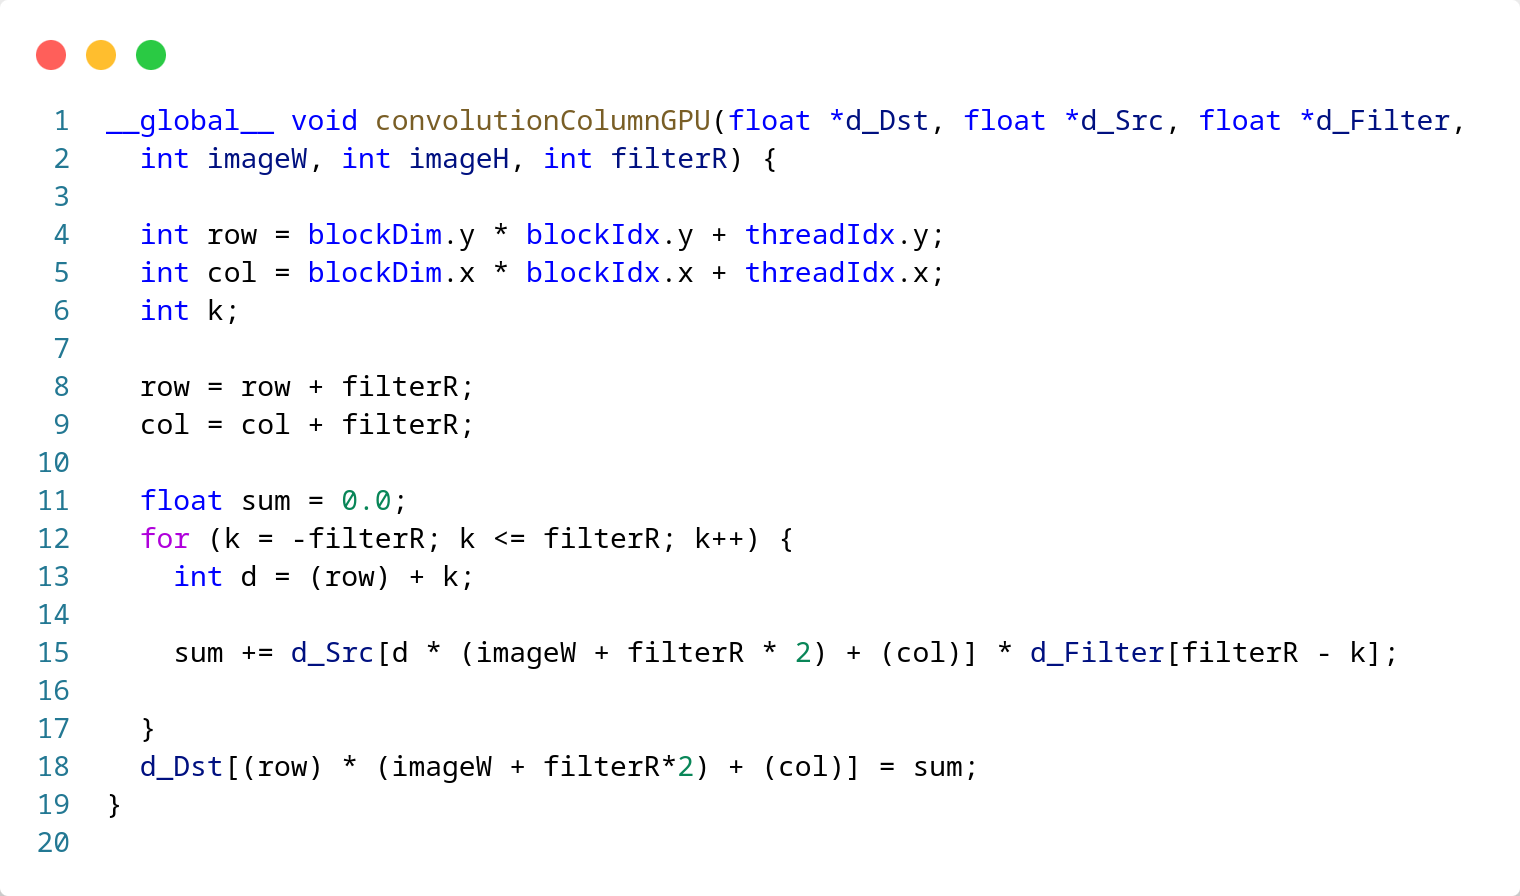 1 __global__ void convolutionColumnGPU(float *d_Dst, float *d_Src, float *d_Filter,
2 int imageW, int imageH, int filterR) {
3
4 int row = blockDim.y * blockIdx.y + threadIdx.y;
5 int col = blockDim.x * blockIdx.x + threadIdx.x;
6 int k;
7
8 row = row + filterR;
9 col = col + filterR;
10
11 float sum = 0.0;
12 for (k = -filterR; k <= filterR; k++) {
13 int d = (row) + k;
14
15 sum += d_Src[d * (imageW + filterR * 2) + (col)] * d_Filter[filterR - k];
16
17 }
18 d_Dst[(row) * (imageW + filterR*2) + (col)] = sum;
19 }
20